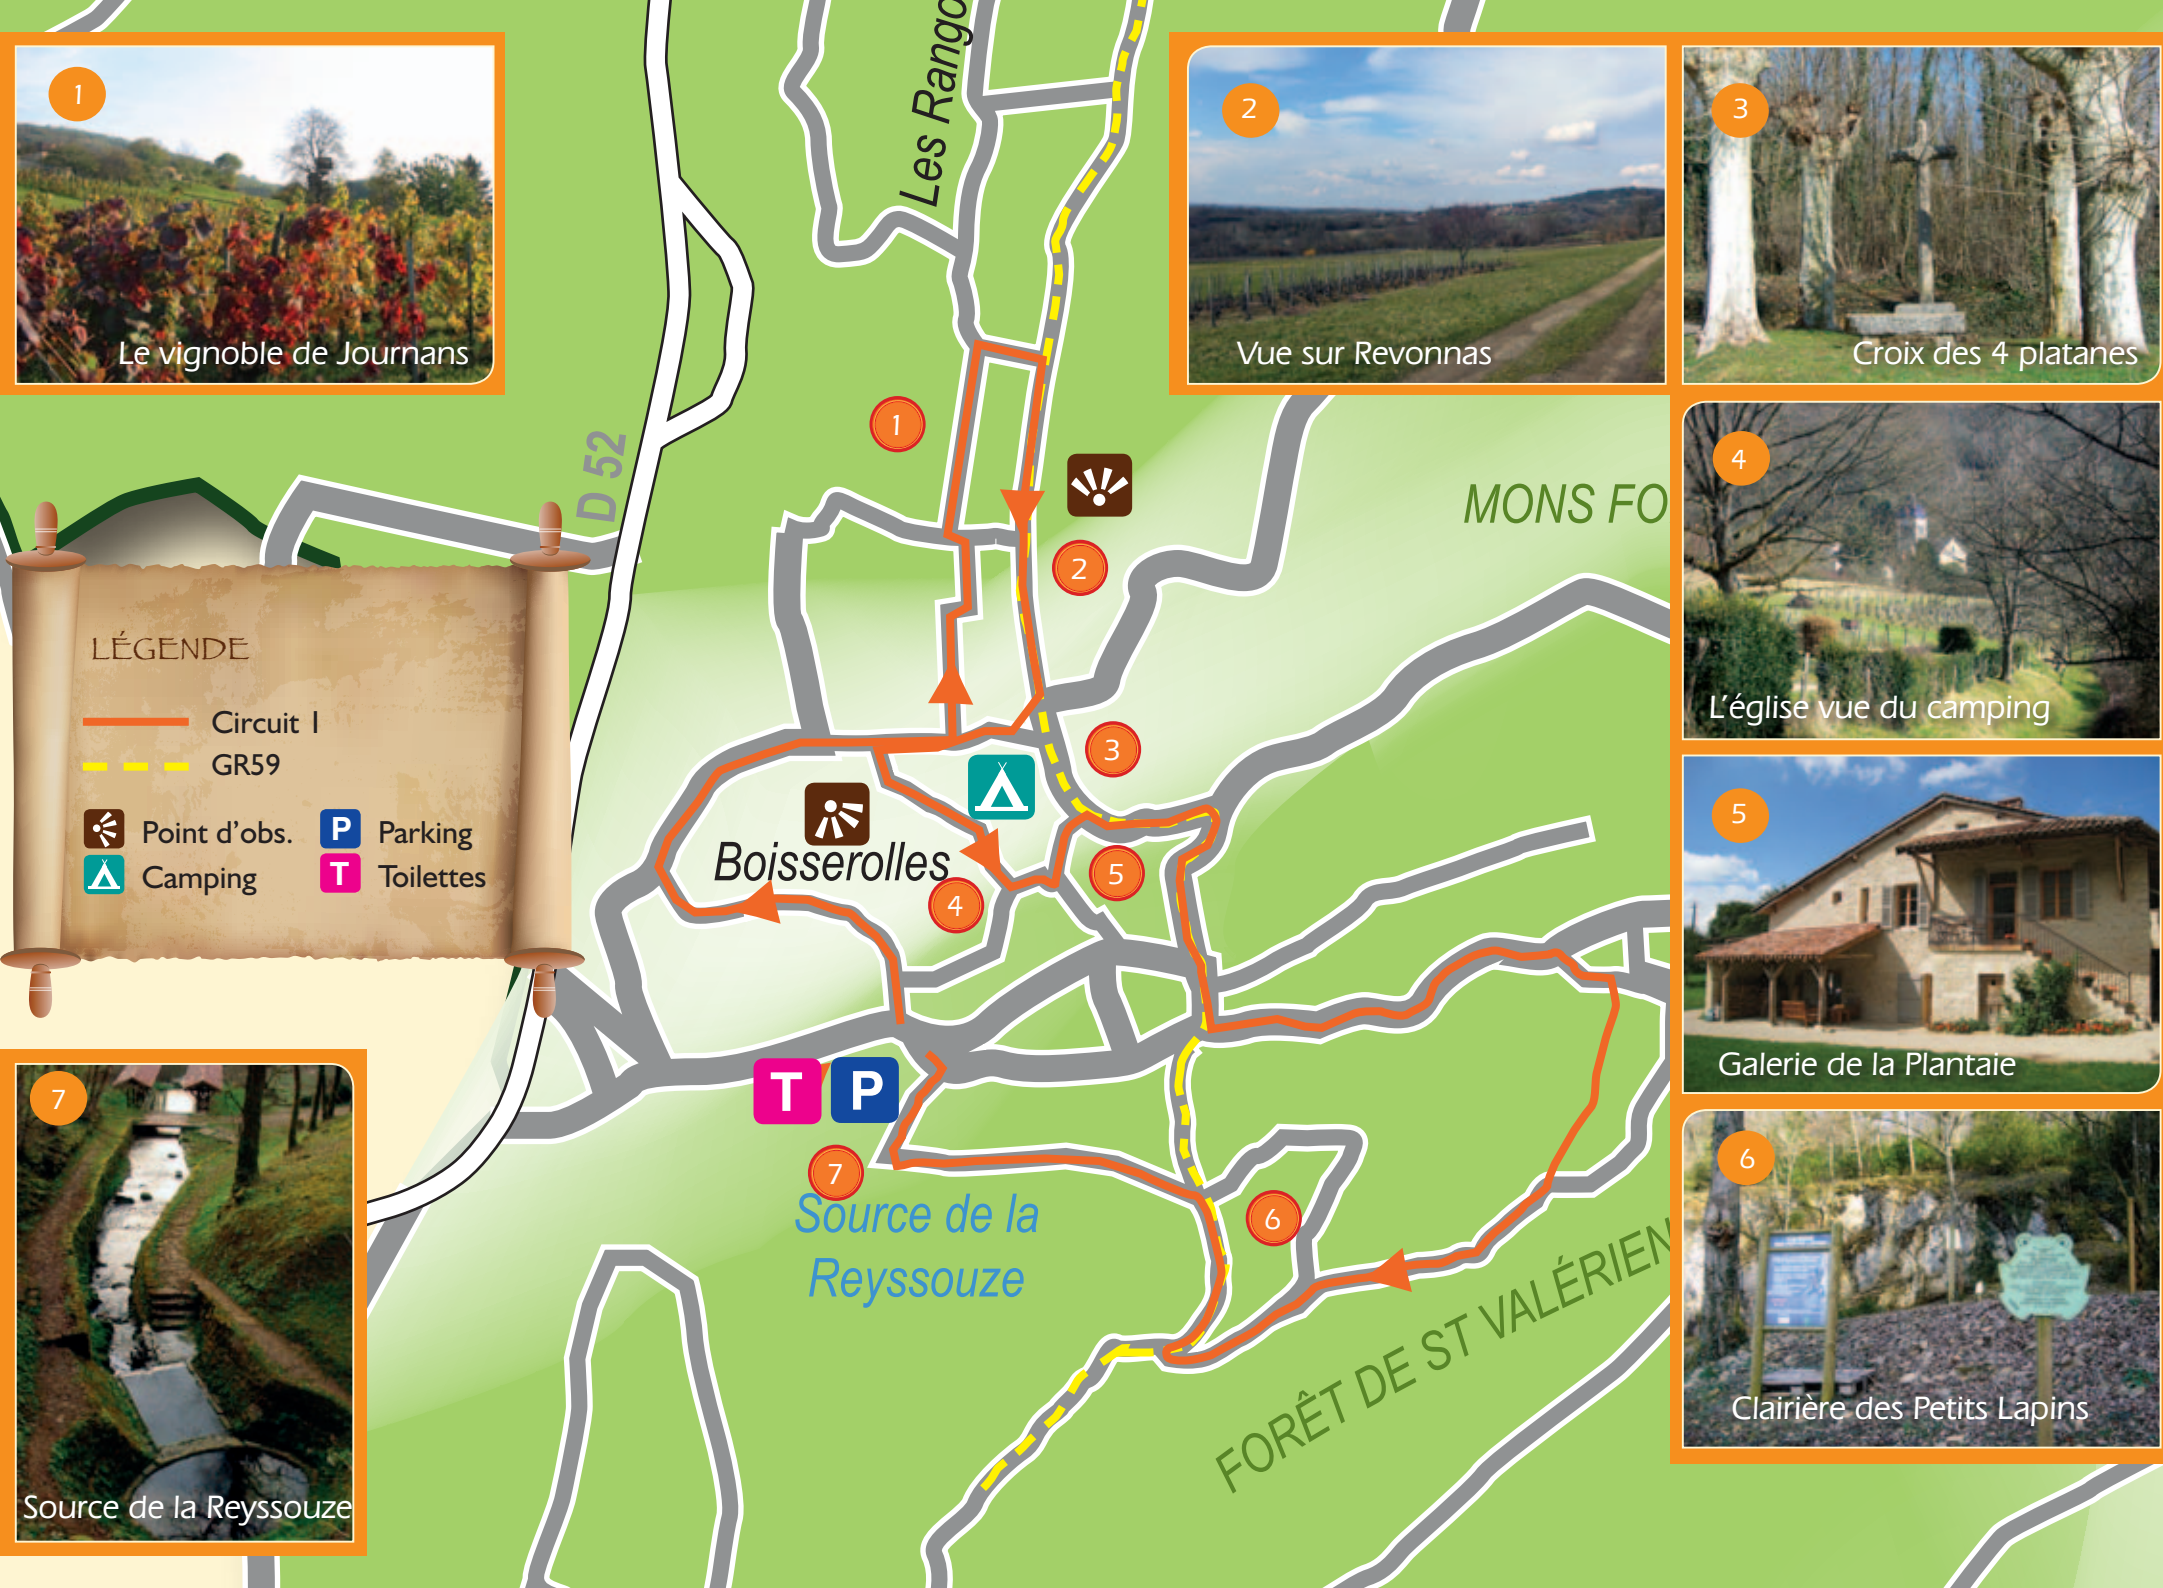 Les Rango
1
Le vignoble de Journans
2
Vue sur Revonnas
3
Croix des 4 platanes
D 52
1
2
MONS FO
4
L'église vue du camping
LÉGENDE
Circuit 1
GR59
Point d'obs.
P Parking
Camping
T Toilettes
3
Boisserolles
4
5
5
Galerie de la Plantaie
T
P
7
Source de la
Reyssouze
6
FORÊT DE ST VALÉRIEN
6
Clairière des Petits Lapins
7
Source de la Reyssouze